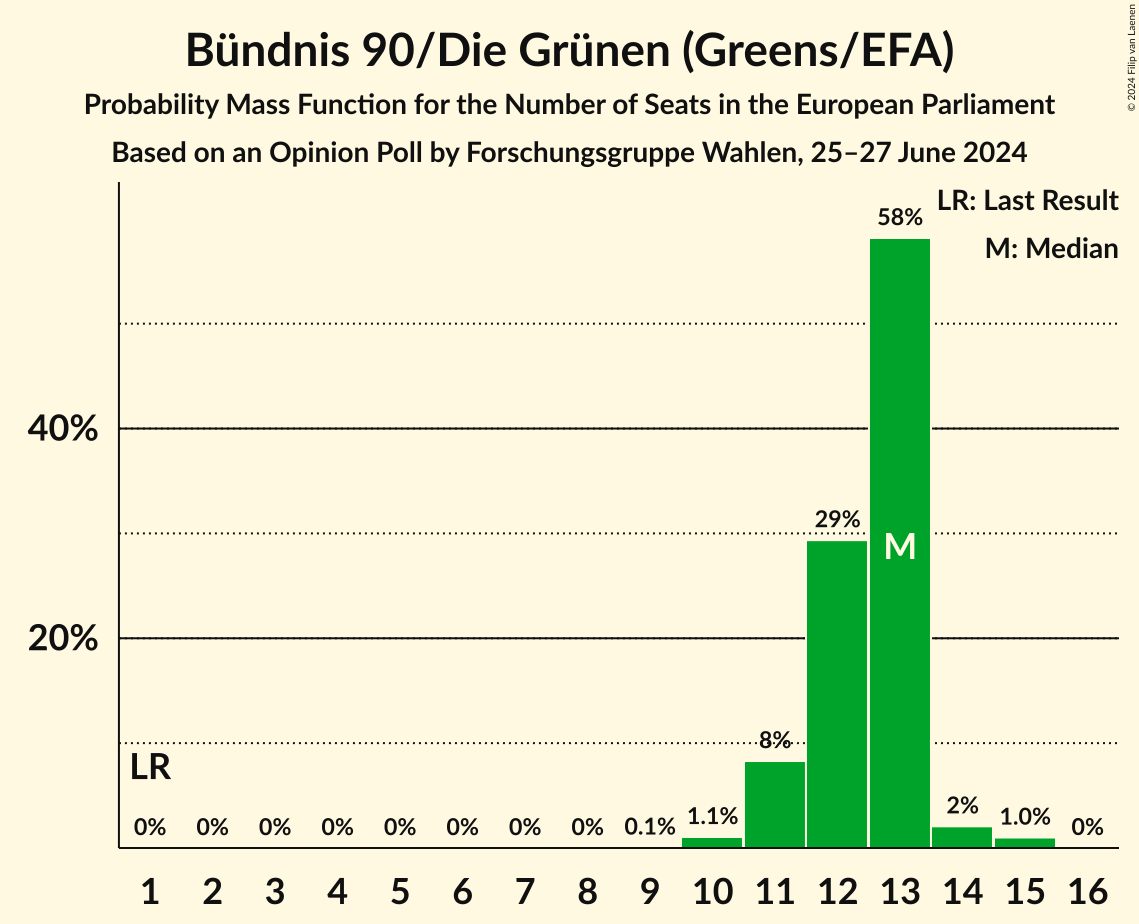 Bündnis 90/Die Grünen (Greens/EFA)
Probability Mass Function for the Number of Seats in the European Parliament
Based on an Opinion Poll by Forschungsgruppe Wahlen, 25–27 June 2024
© 2024 Filip van Laenen
LR: Last Result
M: Median
58%
40%
29%
M
20%
8%
LR
0% 0% 0% 0% 0% 0% 0% 0% 0.1% 1.1% 2% 1.0% 0%
1 2 3 4 5 6 7 8 9 10 11 12 13 14 15 16